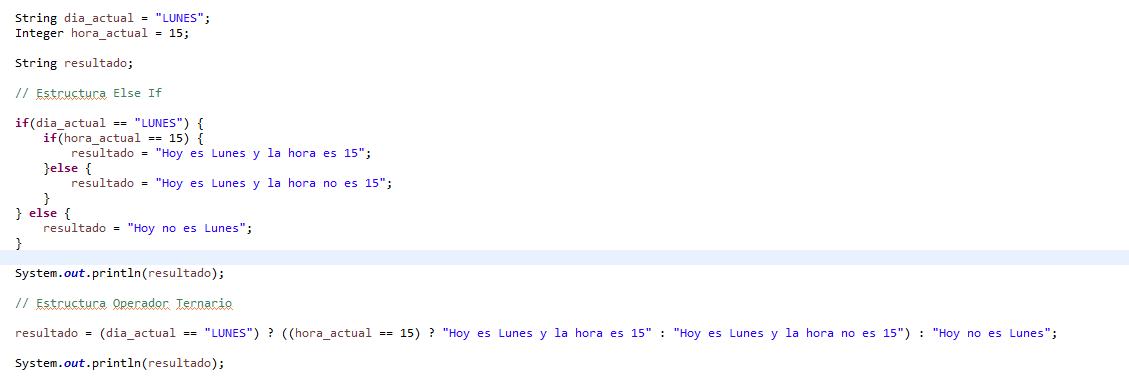 String dia_actual = "LUNES";
Integer hora_actual = 15;
String resultado;
// Estructura Else If
if(dia_actual == "LUNES") {
    if(hora_actual == 15) {
        resultado = "Hoy es Lunes y la hora es 15";
    }else {
        resultado = "Hoy es Lunes y la hora no es 15";
    }
} else {
    resultado = "Hoy no es Lunes";
}
System.out.println(resultado);
// Estructura Operador Ternario
resultado = (dia_actual == "LUNES") ? ((hora_actual == 15) ? "Hoy es Lunes y la hora es 15" : "Hoy es Lunes y la hora no es 15") : "Hoy no es Lunes";
System.out.println(resultado);